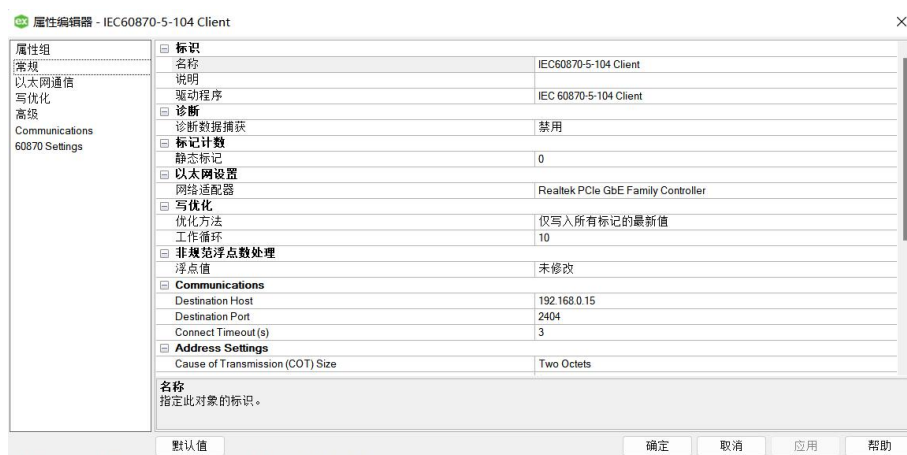 ex 属性编辑器 - IEC60870-5-104 Client
属性组
常规
以太网通信
写优化
高级
Communications
60870 Settings
标识
名称 IEC60870-5-104 Client
说明
驱动程序 IEC 60870-5-104 Client
诊断
诊断数据捕获 禁用
标记计数
静态标记 0
以太网设置
网络适配器 Realtek PCIe GbE Family Controller
写优化
优化方法 仅写入所有标记的最新值
工作循环 10
非规范浮点数处理
浮点值 未修改
Communications
Destination Host 192.168.0.15
Destination Port 2404
Connect Timeout (s) 3
Address Settings
Cause of Transmission (COT) Size Two Octets
名称
指定此对象的标识。
默认值 确定 取消 应用 帮助